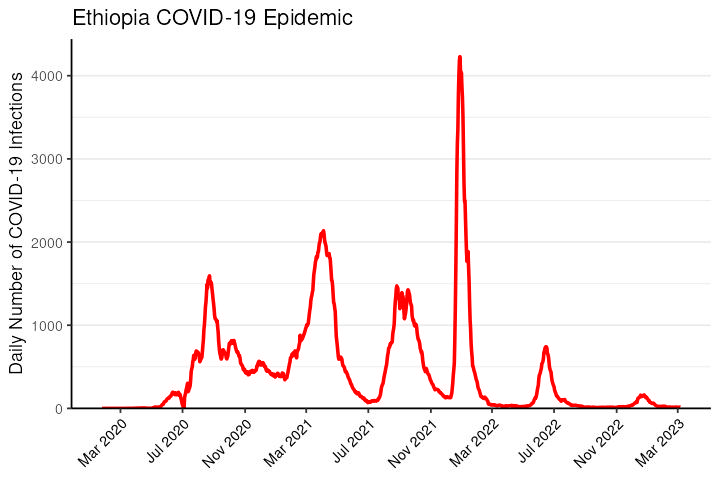 Ethiopia COVID-19 Epidemic
Daily Number of COVID-19 Infections
4000
3000
2000
1000
0
Mar 2020
Jul 2020
Nov 2020
Mar 2021
Jul 2021
Nov 2021
Mar 2022
Jul 2022
Nov 2022
Mar 2023